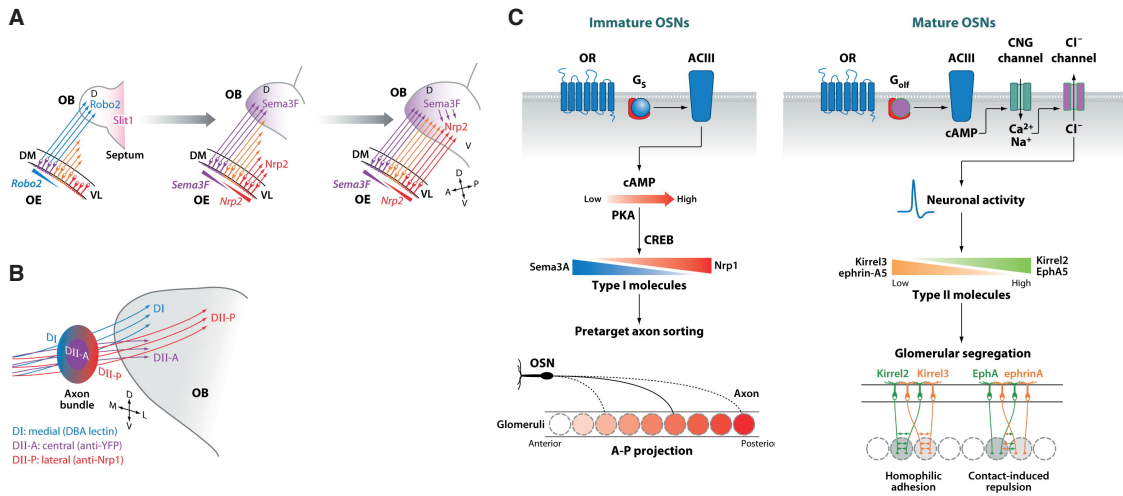 A
OB
D
Robo2
Slit1
Septum
DM
Robo2
OE
VL
OB
D
Sema3F
DM
Nrp2
Sema3F
OE
Nrp2
VL
OB
D
Sema3F
Nrp2
V
DM
Sema3F
OE
Nrp2
VL
D
A P
V
B
DI
DII-P
DI
DII-A
DII-A
DII-P
OB
Axon
bundle
D
M L
V
DI: medial (DBA lectin)
DII-A: central (anti-YFP)
DII-P: lateral (anti-Nrp1)
C
Immature OSNs
OR
Gs
ACIII
cAMP
Low High
PKA
CREB
Sema3A Nrp1
Type I molecules
Pretarget axon sorting
OSN
Axon
Glomeruli
Anterior Posterio
A-P projection
Mature OSNs
OR
Golf
ACIII
CNG
channel
Cl⁻
channel
cAMP
Ca²⁺
Na⁺
Cl⁻
Neuronal activity
Kirrel3
ephrin-A5
Kirrel2
EphA5
Low High
Type II molecules
Glomerular segregation
Kirrel2 Kirrel3 EphA ephrinA
Homophilic
adhesion
Contact-induced
repulsion